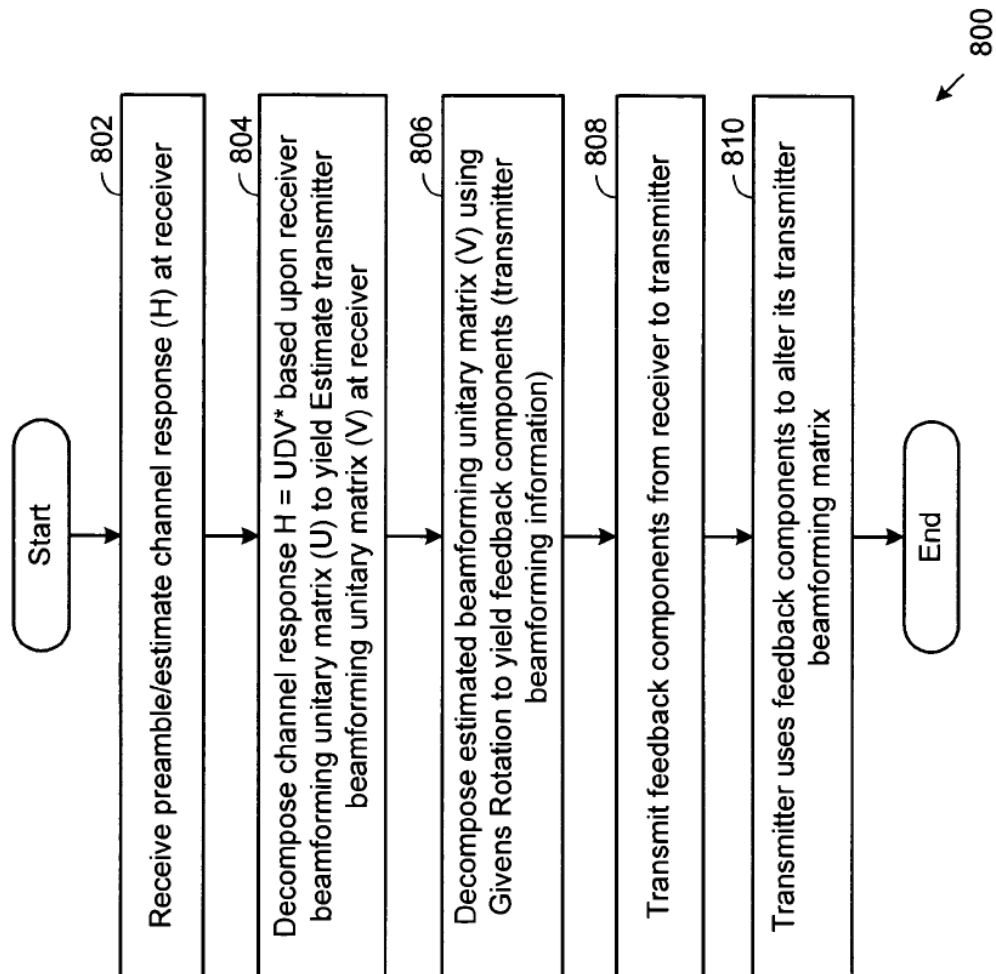 Start
802
Receive preamble/estimate channel response (H) at receiver
804
Decompose channel response H = UDV* based upon receiver
beamforming unitary matrix (U) to yield Estimate transmitter
beamforming unitary matrix (V) at receiver
806
Decompose estimated beamforming unitary matrix (V) using
Givens Rotation to yield feedback components (transmitter
beamforming information)
808
Transmit feedback components from receiver to transmitter
810
Transmitter uses feedback components to alter its transmitter
beamforming matrix
End
800